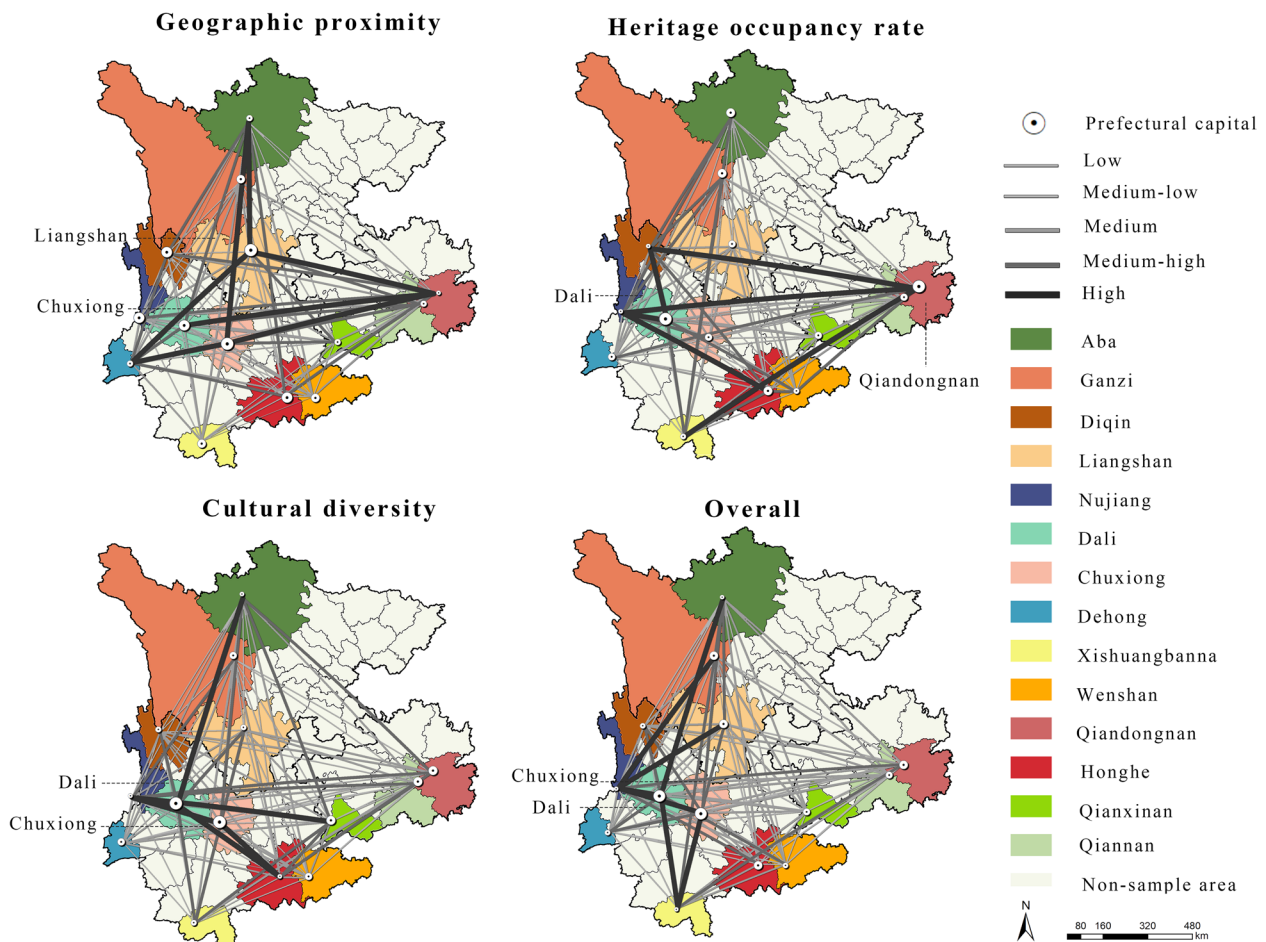 Geographic proximity
Heritage occupancy rate
Liangshan
Chuxiong
Dali
Qiandongnan
Cultural diversity
Overall
Dali
Chuxiong
Chuxiong
Dali
Prefectural capital
Low
Medium-low
Medium
Medium-high
High
Aba
Ganzi
Diqin
Liangshan
Nujiang
Dali
Chuxiong
Dehong
Xishuangbanna
Wenshan
Qiandongnan
Honghe
Qianxinan
Qiannan
Non-sample area
N
80 160 320 480
km